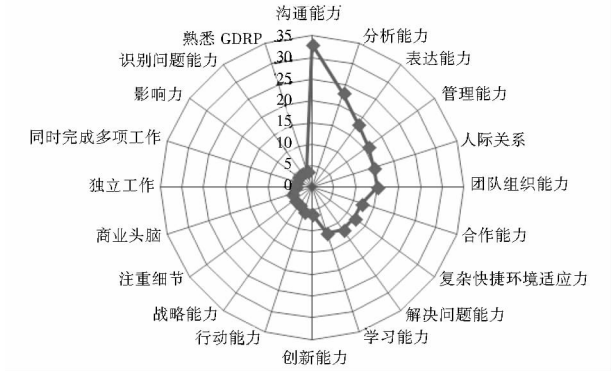 沟通能力
分析能力
表达能力
管理能力
人际关系
团队组织能力
合作能力
复杂快捷环境适应力
解决问题能力
学习能力
创新能力
行动能力
战略能力
注重细节
商业头脑
独立工作
同时完成多项工作
影响力
识别问题能力
熟悉 GDRP
35
30
25
20
15
10
5
0